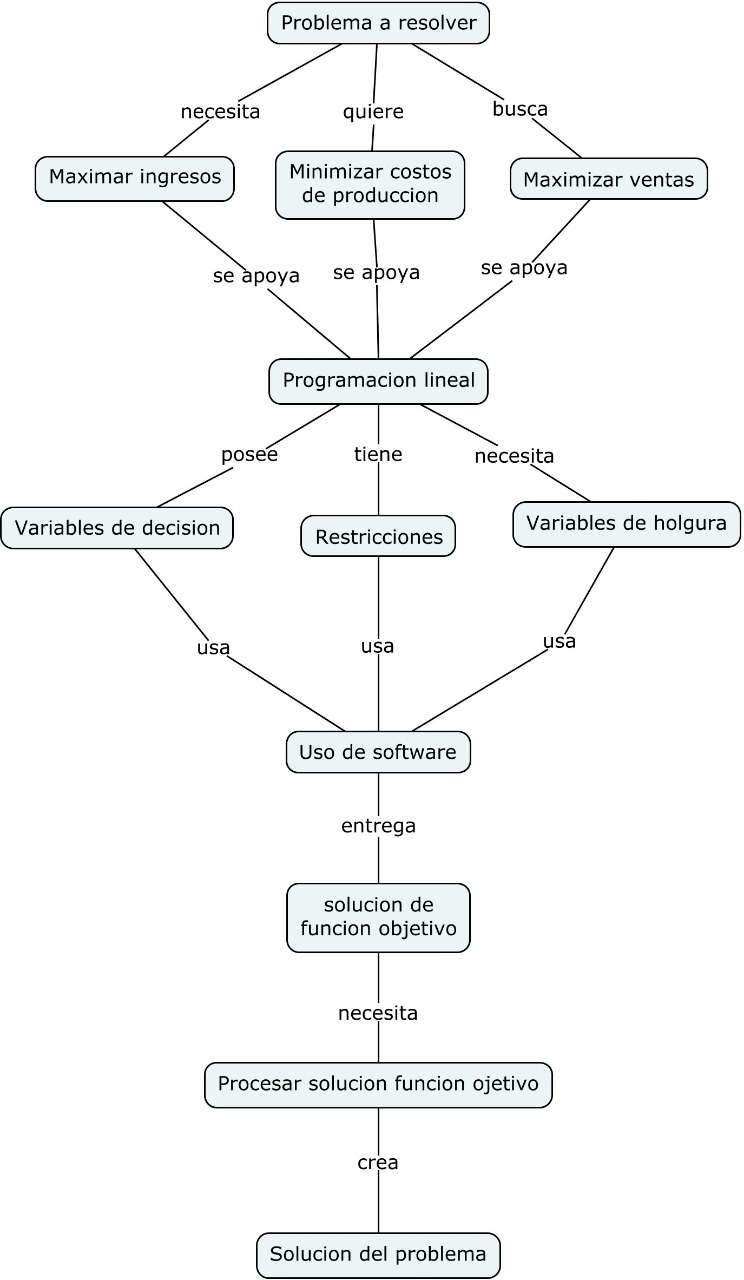 Problema a resolver
necesita
quiere
busca
Maximar ingresos
Minimizar costos
de produccion
Maximizar ventas
se apoya
se apoya
se apoya
Programacion lineal
posee
tiene
necesita
Variables de decision
Restricciones
Variables de holgura
usa
usa
usa
Uso de software
entrega
solucion de
funcion objetivo
necesita
Procesar solucion funcion ojetivo
crea
Solucion del problema